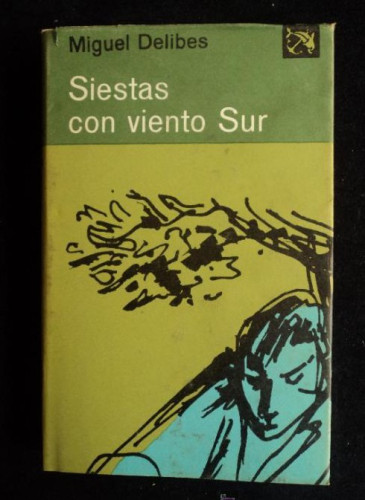 Miguel Delibes
Siestas
con viento Sur